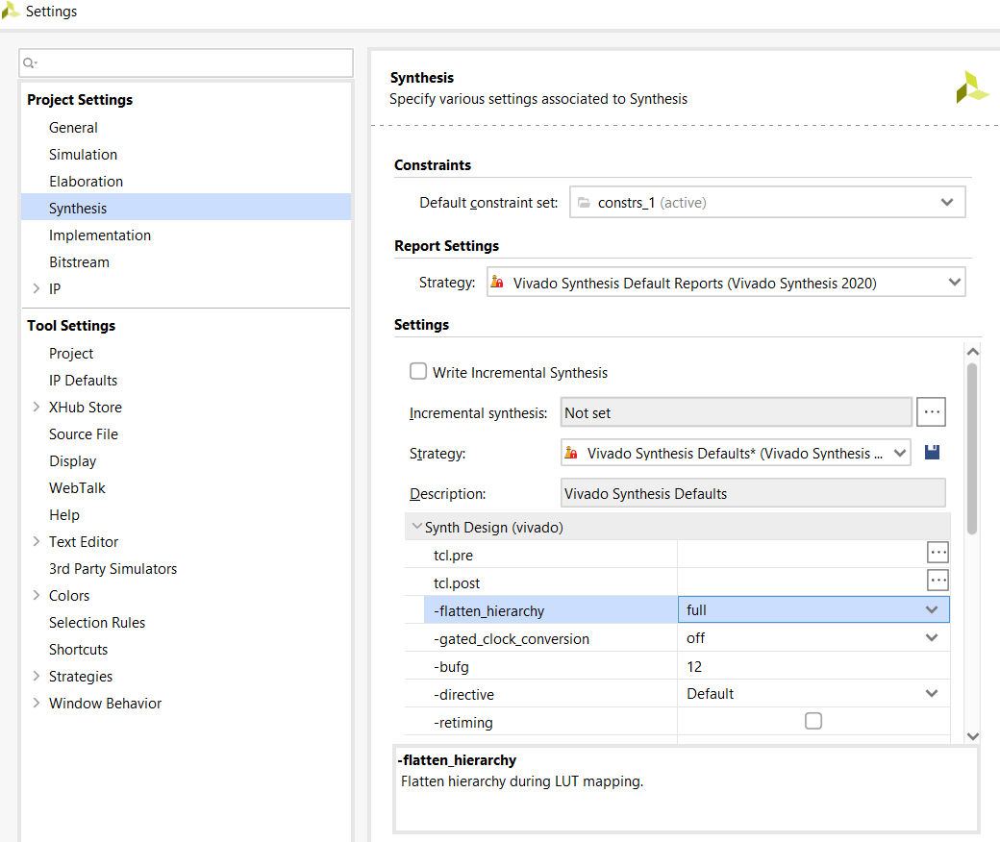 Settings
Project Settings
General
Simulation
Elaboration
Synthesis
Implementation
Bitstream
IP
Tool Settings
Project
IP Defaults
XHub Store
Source File
Display
WebTalk
Help
Text Editor
3rd Party Simulators
Colors
Selection Rules
Shortcuts
Strategies
Window Behavior
Synthesis
Specify various settings associated to Synthesis
Constraints
Default constraint set: constrs_1 (active)
Report Settings
Strategy: Vivado Synthesis Default Reports (Vivado Synthesis 2020)
Settings
Write Incremental Synthesis
Incremental synthesis: Not set ...
Strategy: Vivado Synthesis Defaults* (Vivado Synthesis ...
Description: Vivado Synthesis Defaults
Synth Design (vivado)
tcl.pre ...
tcl.post ...
-flatten_hierarchy full
-gated_clock_conversion off
-bufg 12
-directive Default
-retiming
-flatten_hierarchy
Flatten hierarchy during LUT mapping.